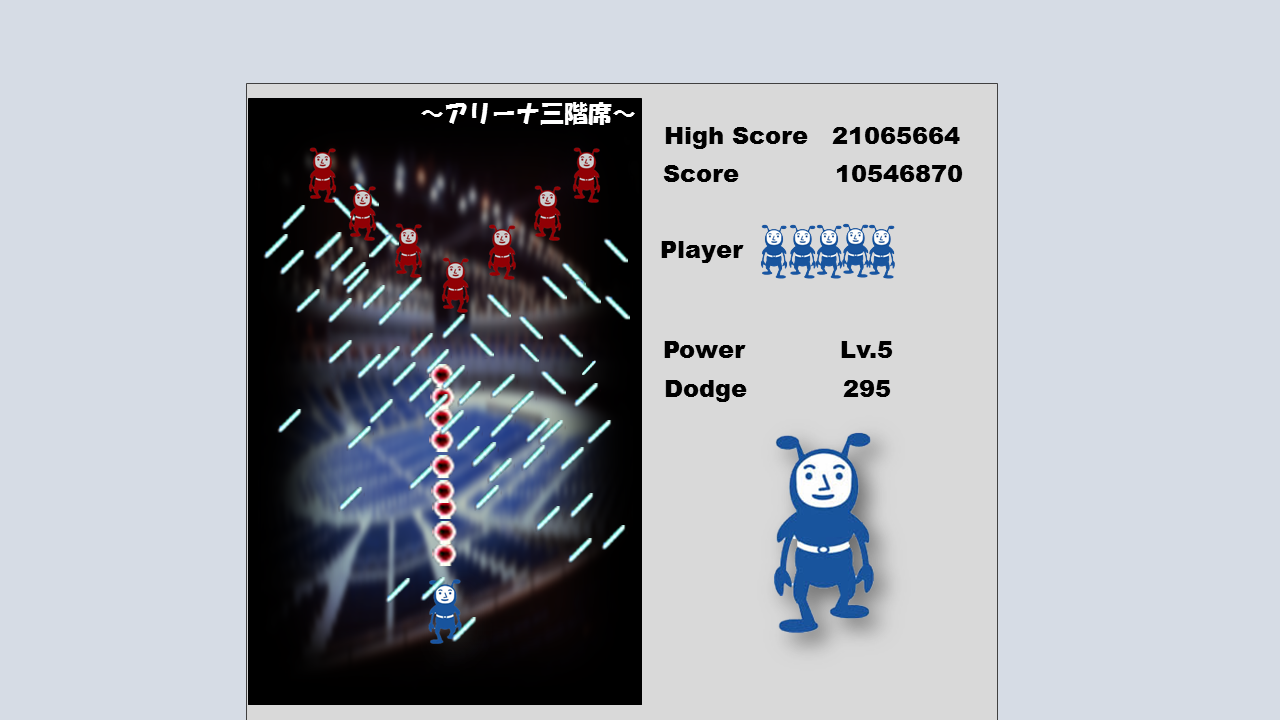 ～アリーナ三階席～
High Score 21065664
Score 10546870
Player
Power Lv.5
Dodge 295